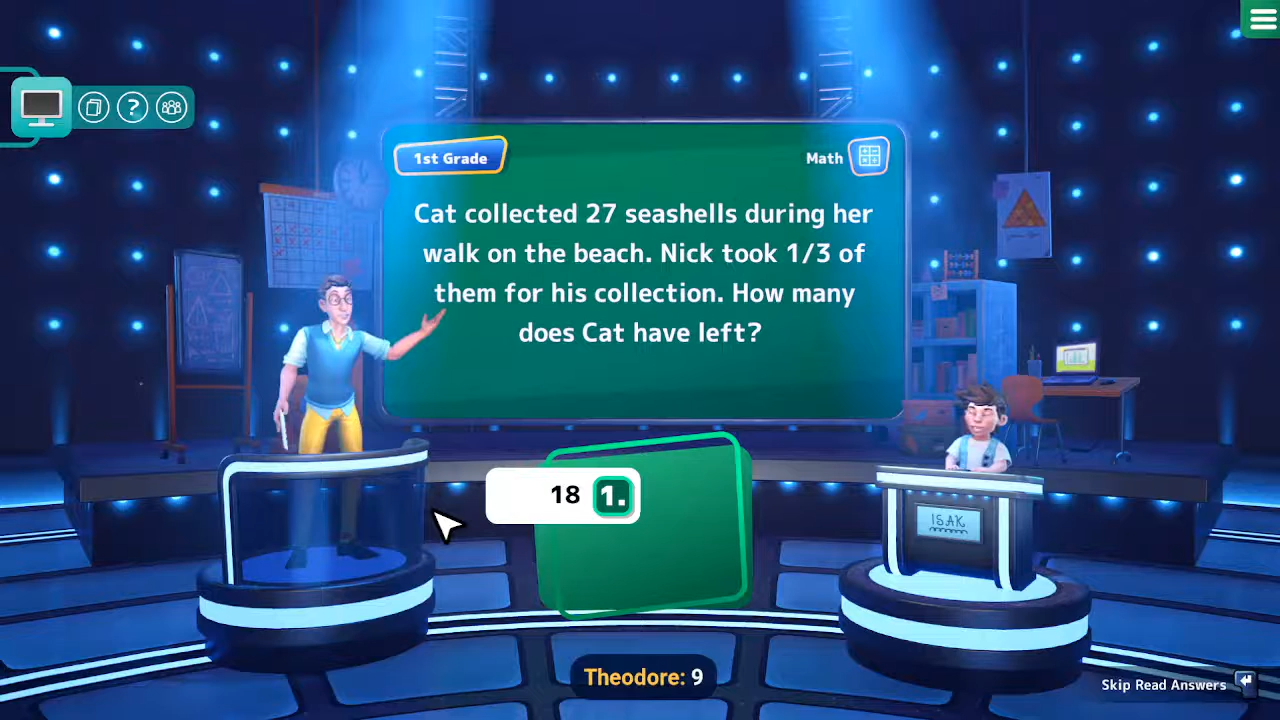 1st Grade
Math
Cat collected 27 seashells during her
walk on the beach. Nick took 1/3 of
them for his collection. How many
does Cat have left?
18 1.
ISAK
Theodore: 9
Skip Read Answers
?